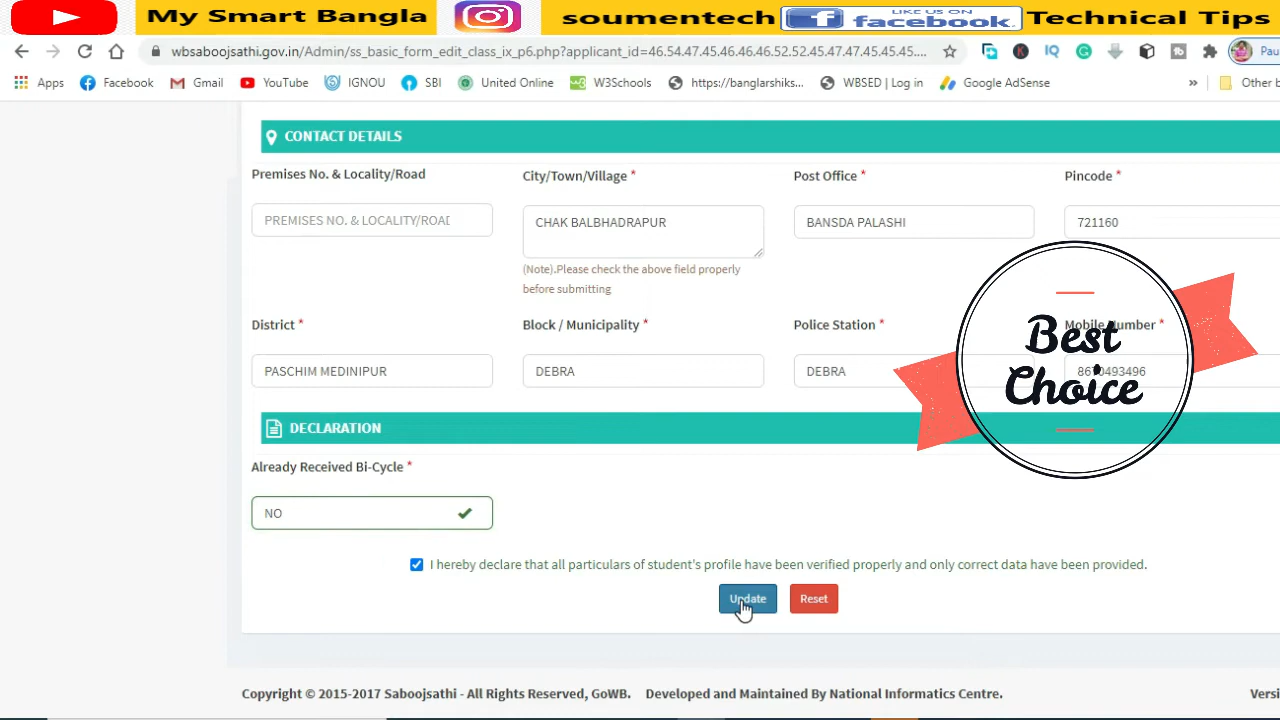 My Smart Bangla soumentech LIKE US ON facebook. Technical Tips
wbsaboojsathi.gov.in/Admin/ss_basic_form_edit_class_ix_p6.php?applicant_id=46.54.47.45.46.46.46.52.52.45.47.47.45.45.45.... Pau
Apps Facebook Gmail YouTube IGNOU SBI United Online W3Schools https://banglarshiks... WBSED | Log in Google AdSense » Other b
CONTACT DETAILS
Premises No. & Locality/Road City/Town/Village * Post Office * Pincode *
PREMISES NO. & LOCALITY/ROAD CHAK BALBHADRAPUR BANSDA PALASHI 721160
(Note).Please check the above field properly
before submitting
District * Block / Municipality * Police Station * Mobile Number *
PASCHIM MEDINIPUR DEBRA DEBRA
Best
Choice
DECLARATION
Already Received Bi-Cycle *
NO
I hereby declare that all particulars of student's profile have been verified properly and only correct data have been provided.
Update Reset
Copyright © 2015-2017 Saboojsathi - All Rights Reserved, GoWB. Developed and Maintained By National Informatics Centre. Versi